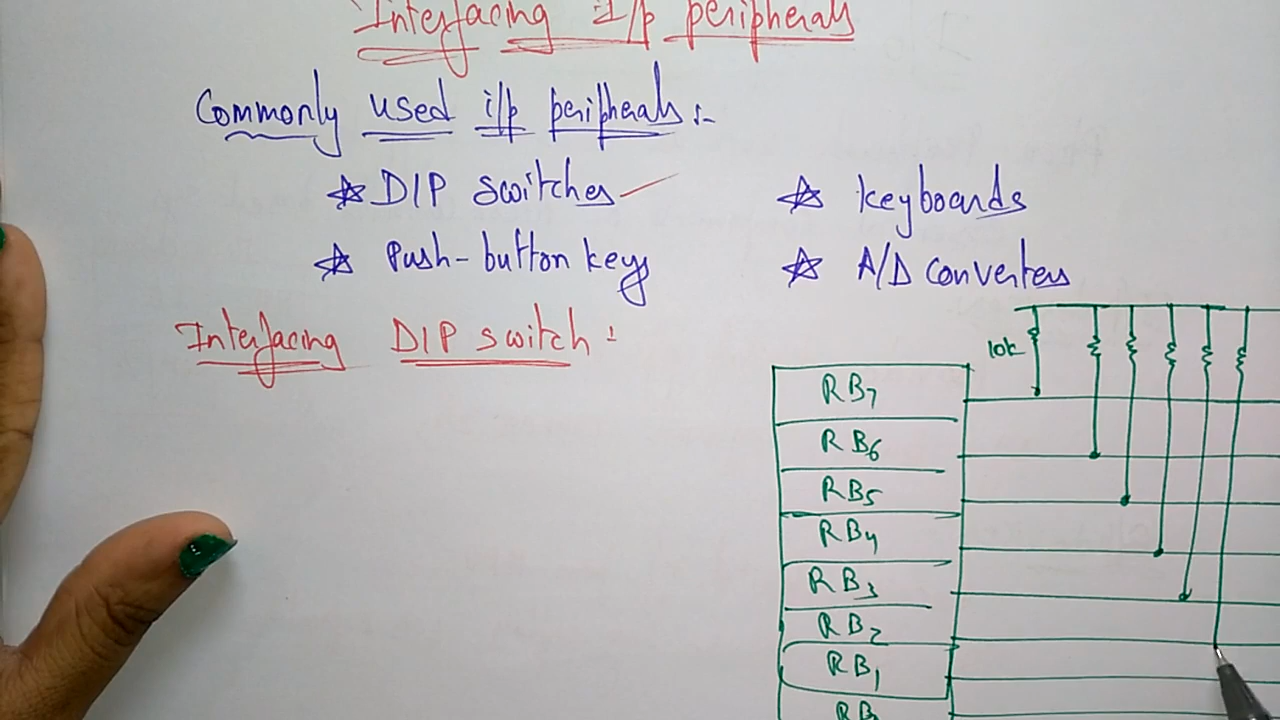 Interfacing i/p peripherals
Commonly used i/p peripherals :-
☆ DIP switches
☆ keyboards
☆ Push-button keys
☆ A/D converters
Interfacing DIP switch :
10k
RB7
RB6
RB5
RB4
RB3
RB2
RB1